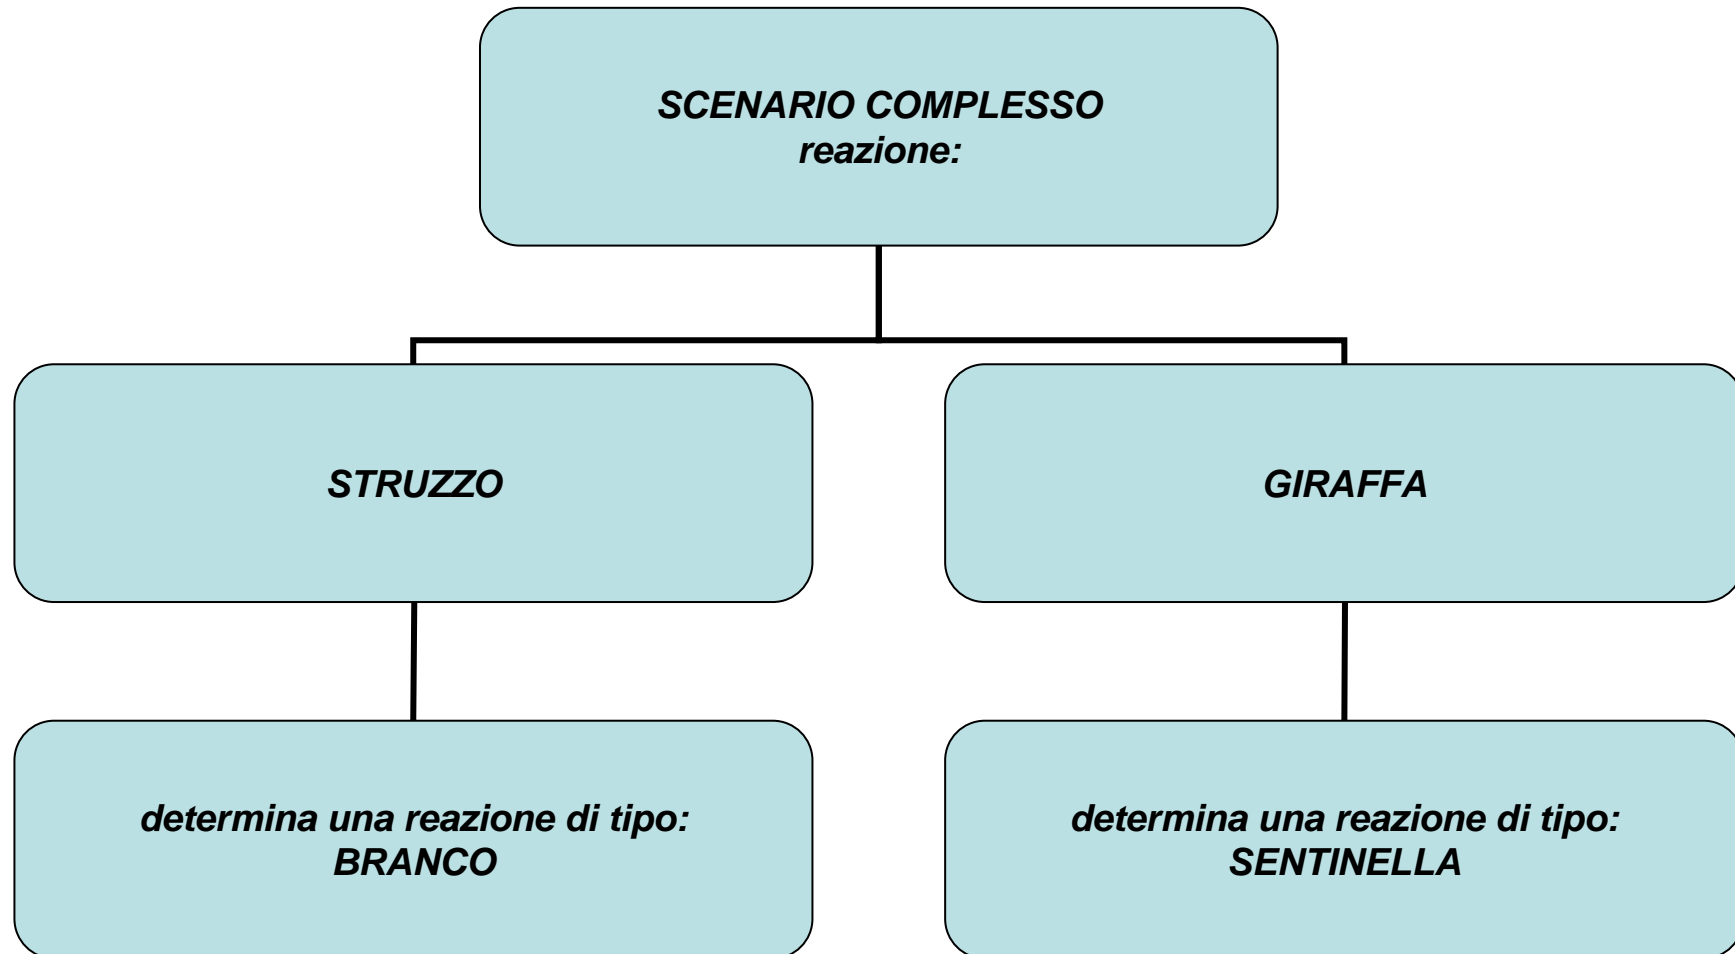 SCENARIO COMPLESSO
reazione:
STRUZZO
GIRAFFA
determina una reazione di tipo:
BRANCO
determina una reazione di tipo:
SENTINELLA